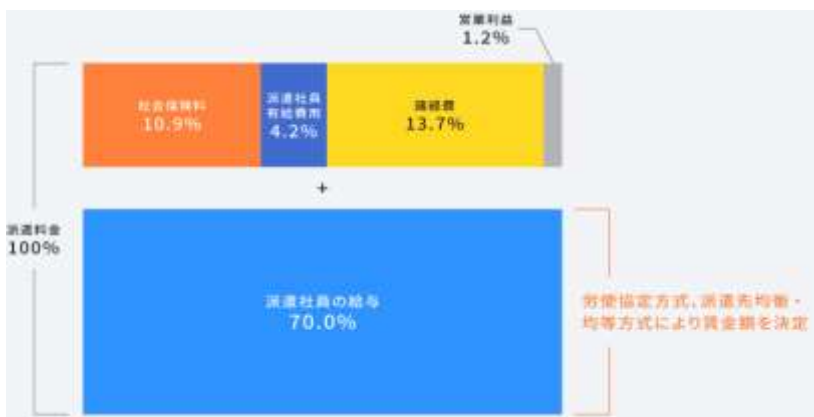 営業利益
1.2%
社会保険料
10.9%
派遣社員
有給費用
4.2%
諸経費
13.7%
+
派遣料金
100%
派遣社員の給与
70.0%
労使協定方式、派遣先均衡・
均等方式により賃金額を決定